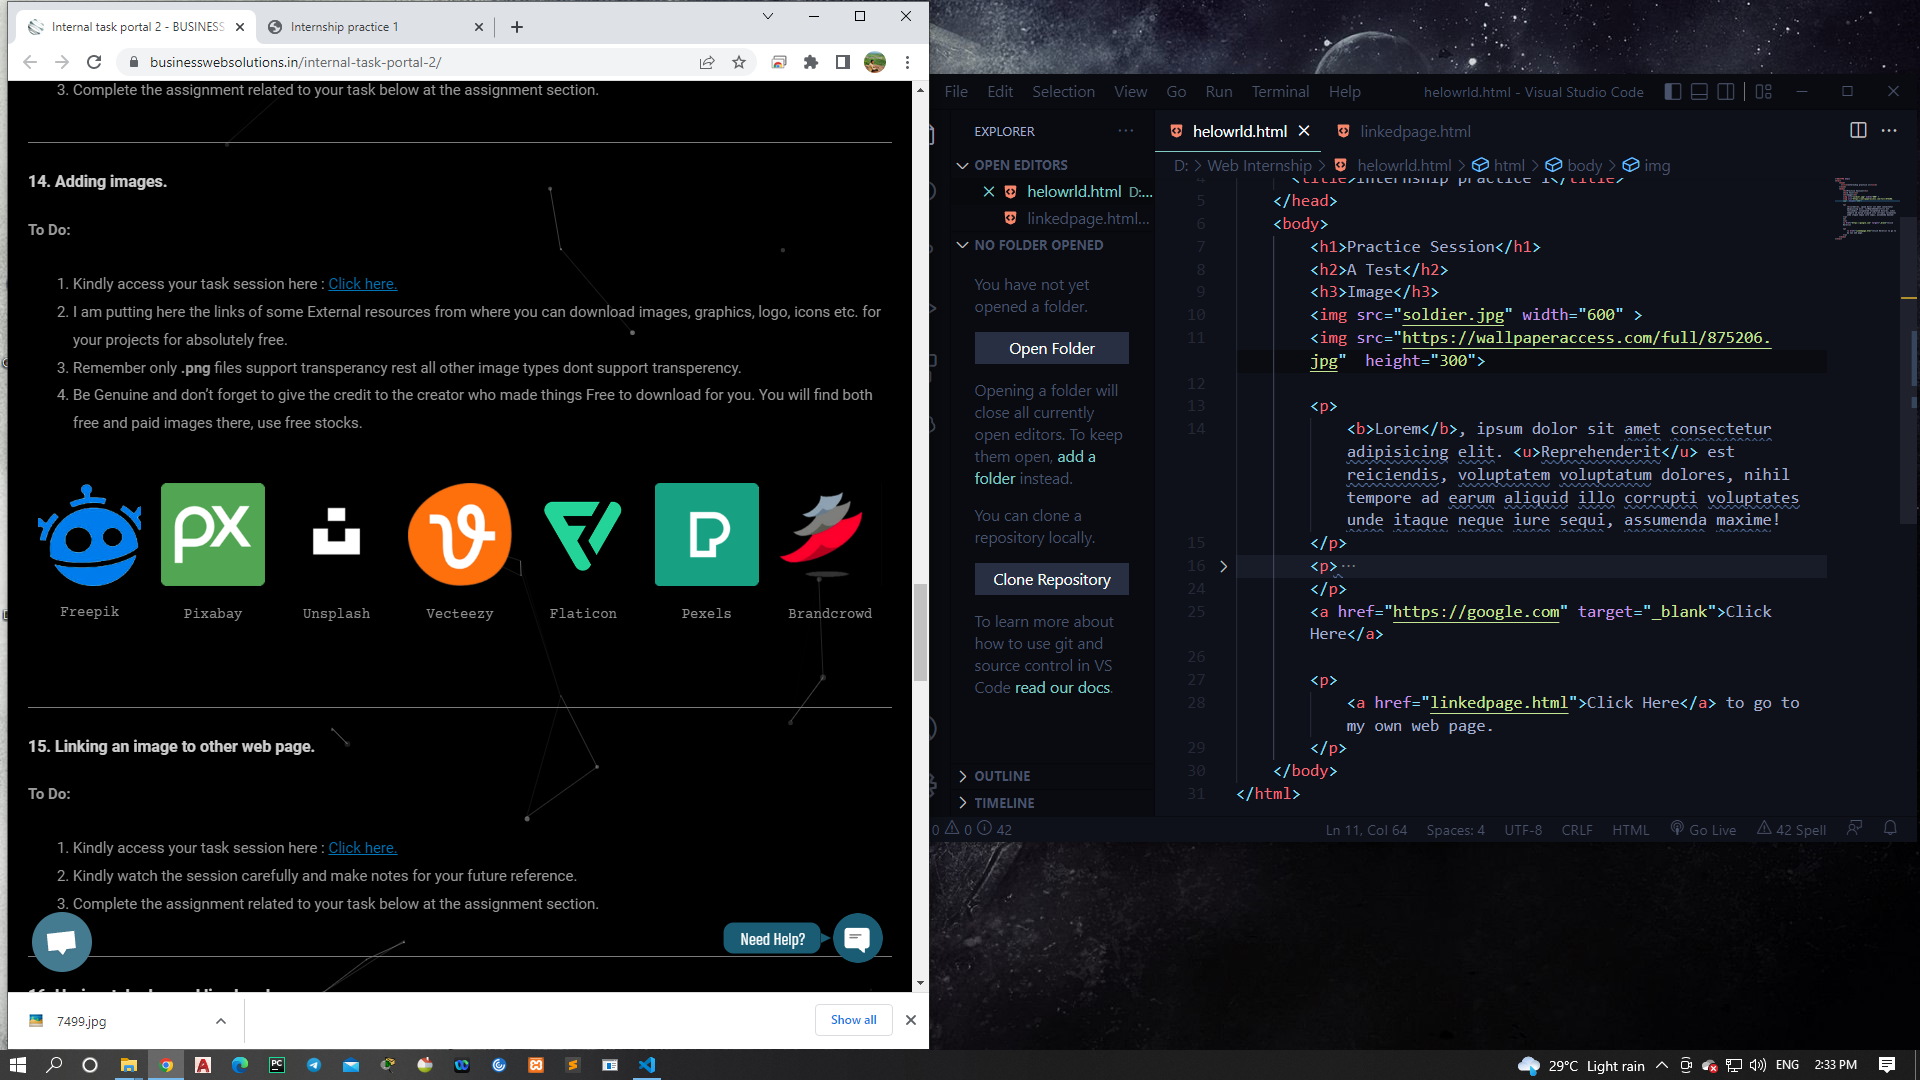 Internal task portal 2 - BUSINESS
Internship practice 1
businesswebsolutions.in/internal-task-portal-2/
3. Complete the assignment related to your task below at the assignment section.
14. Adding images.
To Do:
1. Kindly access your task session here : Click here.
2. I am putting here the links of some External resources from where you can download images, graphics, logo, icons etc. for
your projects for absolutely free.
3. Remember only .png files support transperancy rest all other image types dont support transperency.
4. Be Genuine and don't forget to give the credit to the creator who made things Free to download for you. You will find both
free and paid images there, use free stocks.
Freepik
Pixabay
Unsplash
Vecteezy
Flaticon
Pexels
Brandcrowd
15. Linking an image to other web page.
To Do:
1. Kindly access your task session here : Click here.
2. Kindly watch the session carefully and make notes for your future reference.
3. Complete the assignment related to your task below at the assignment section.
Need Help?
7499.jpg
Show all
File Edit Selection View Go Run Terminal Help
helowrld.html - Visual Studio Code
EXPLORER
helowrld.html
linkedpage.html
OPEN EDITORS
helowrld.html D:...
linkedpage.html...
NO FOLDER OPENED
You have not yet
opened a folder.
Open Folder
Opening a folder will
close all currently
open editors. To keep
them open, add a
folder instead.
You can clone a
repository locally.
Clone Repository
To learn more about
how to use git and
source control in VS
Code read our docs.
OUTLINE
TIMELINE
D: > Web Internship > helowrld.html > html > body > img
4 <title>Internship practice 1</title>
5 </head>
6 <body>
7 <h1>Practice Session</h1>
8 <h2>A Test</h2>
9 <h3>Image</h3>
10 <img src="soldier.jpg" width="600" >
11 <img src="https://wallpaperaccess.com/full/875206.
jpg" height="300">
12
13 <p>
14 <b>Lorem</b>, ipsum dolor sit amet consectetur
adipisicing elit. <u>Reprehenderit</u> est
reiciendis, voluptatem voluptatum dolores, nihil
tempore ad earum aliquid illo corrupti voluptates
unde itaque neque iure sequi, assumenda maxime!
15 </p>
16 <p>...
24 </p>
25 <a href="https://google.com" target="_blank">Click
Here</a>
26
27 <p>
28 <a href="linkedpage.html">Click Here</a> to go to
my own web page.
29 </p>
30 </body>
31 </html>
0 0 42
Ln 11, Col 64 Spaces: 4 UTF-8 CRLF HTML Go Live 42 Spell
29°C Light rain
ENG
2:33 PM